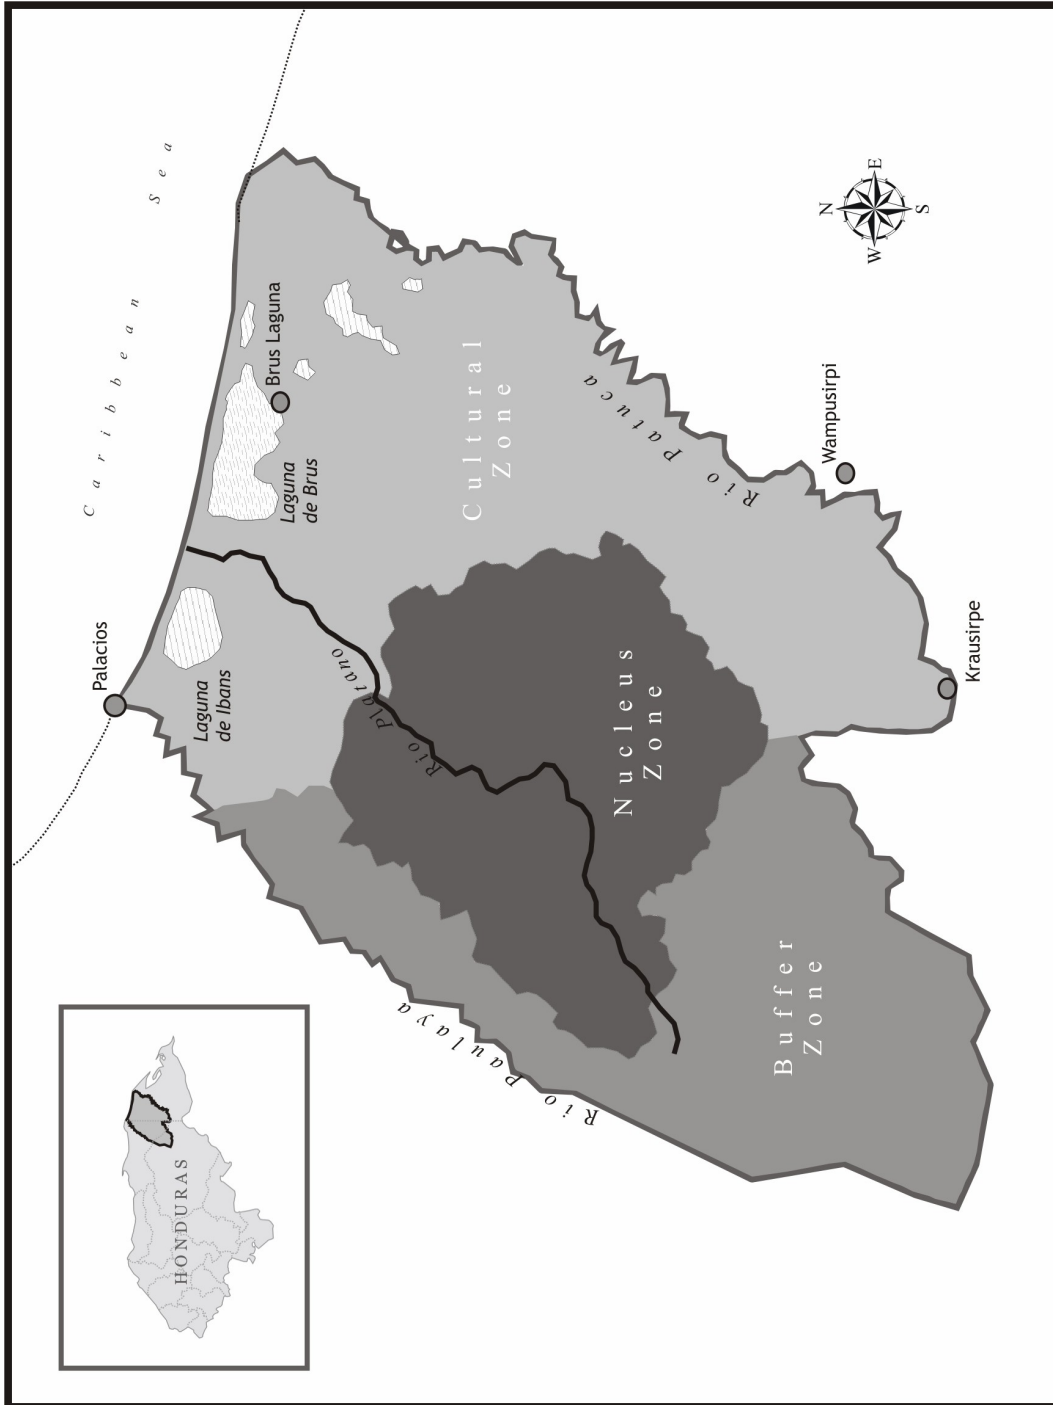 Caribbean Sea
Palacios
Brus Laguna
Laguna
de Brus
Laguna
de Ibans
Rio Platano
Cultural
Zone
Rio Patuca
Wampusirpi
Krausirpe
Nucleus
Zone
Buffer
Zone
Rio Paulaya
N
E
S
W
HONDURAS